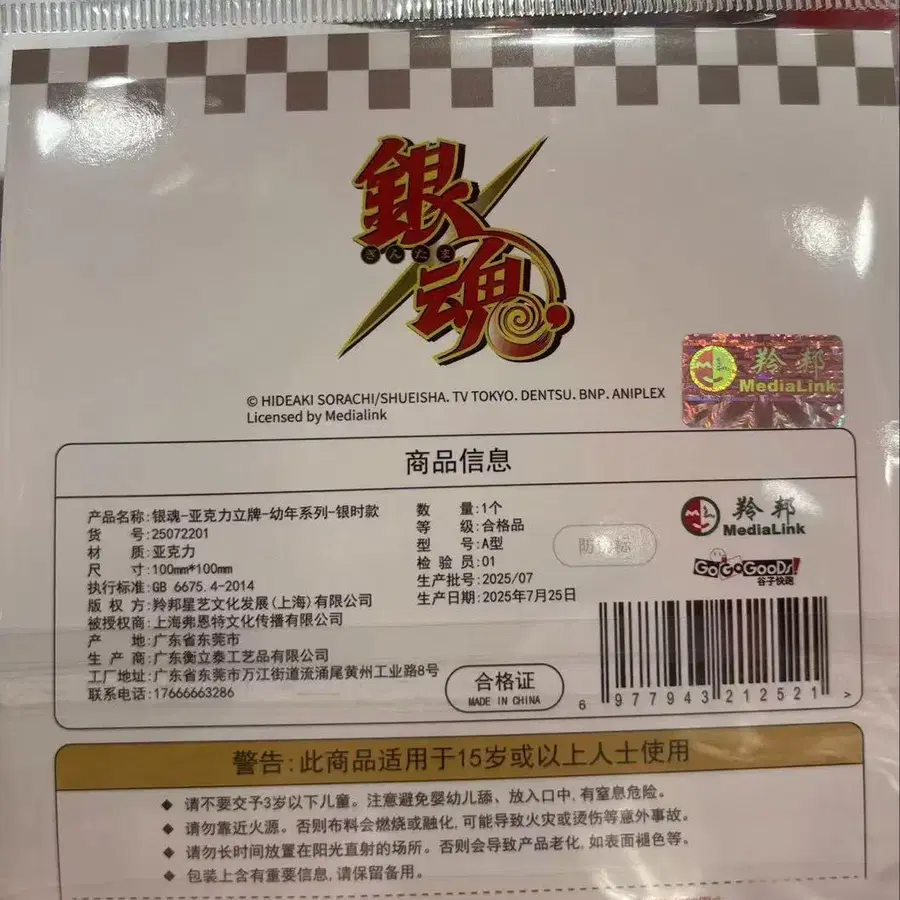 銀魂
ぎんたま
© HIDEAKI SORACHI/SHUEISHA. TV TOKYO. DENTSU. BNP. ANIPLEX
Licensed by Medialink
羚邦
MediaLink
商品信息
产品名称:银魂-亚克力立牌-幼年系列-银时款
货 号:25072201
材 质:亚克力
尺 寸:100mm*100mm
执行标准:GB 6675.4-2014
版 权 方:羚邦星艺文化发展(上海)有限公司
被授权商:上海弗恩特文化传播有限公司
产 地:广东省东莞市
生 产 商:广东衡立泰工艺品有限公司
工厂地址:广东省东莞市万江街道流涌尾黄州工业路8号
联系电话:17666663286
数 量:1个
等 级:合格品
型 号:A型
检 验 员:01
生产批号:2025/07
生产日期:2025年7月25日
合格证
MADE IN CHINA
羚邦
MediaLink
GoGoGooDs!
谷子快跑
6 977943 212521 >
警告:此商品适用于15岁或以上人士使用
◆ 请不要交予3岁以下儿童。注意避免婴幼儿舔、放入口中,有窒息危险。
◆ 请勿靠近火源。否则布料会燃烧或融化,可能导致火灾或烫伤等意外事故。
◆ 请勿长时间放置在阳光直射的场所。否则会导致产品老化,如表面褪色等。
◆ 包装上含有重要信息,请保留备用。